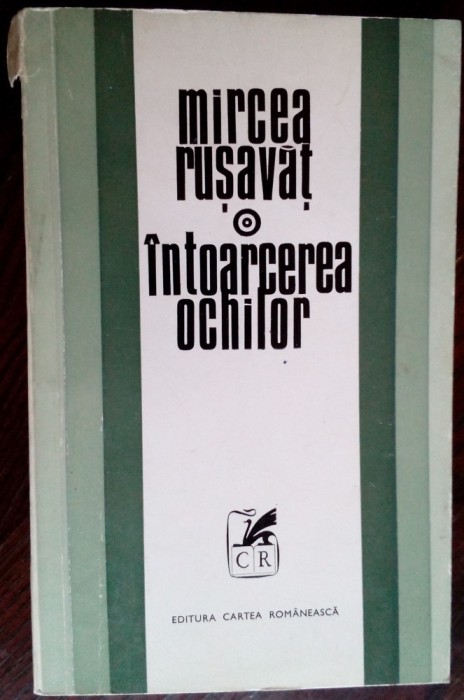 mircea
rușavăț
întoarcerea
ochilor
CR
EDITURA CARTEA ROMÂNEASCĂ